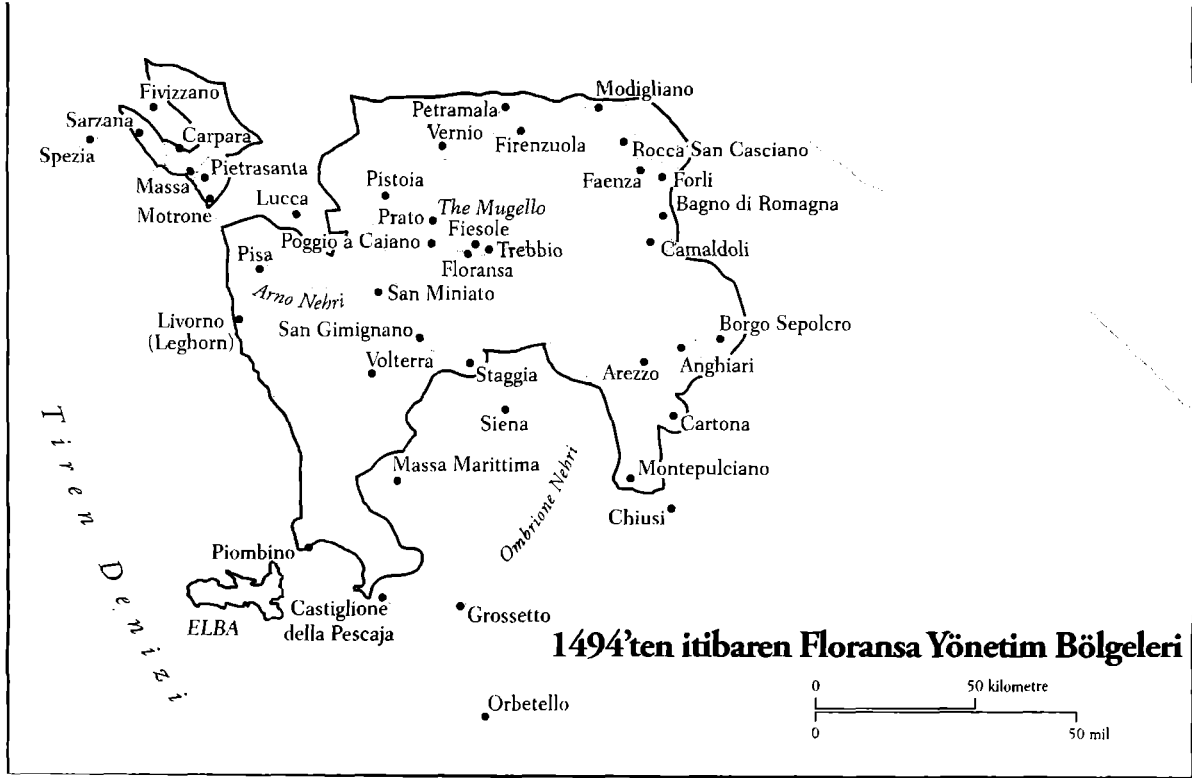 Fivizzano
Sarzana
Carpara
Spezia
Pietrasanta
Massa
Motrone
Lucca
Petramala
Vernio
Firenzuola
Modigliano
Rocca San Casciano
Faenza
Forli
Pistoia
Prato
The Mugello
Fiesole
Bagno di Romagna
Poggio a Caiano
Trebbio
Camaldoli
Floransa
Pisa
Arno Nehri
San Miniato
Livorno
(Leghorn)
San Gimignano
Borgo Sepolcro
Volterra
Staggia
Arezzo
Anghiari
Siena
Cartona
Massa Marittima
Montepulciano
Ombrione Nehri
Chiusi
Tiren Denizi
Piombino
ELBA
Castiglione
della Pescaja
Grossetto
1494'ten itibaren Floransa Yönetim Bölgeleri
0 50 kilometre
0 50 mil
Orbetello